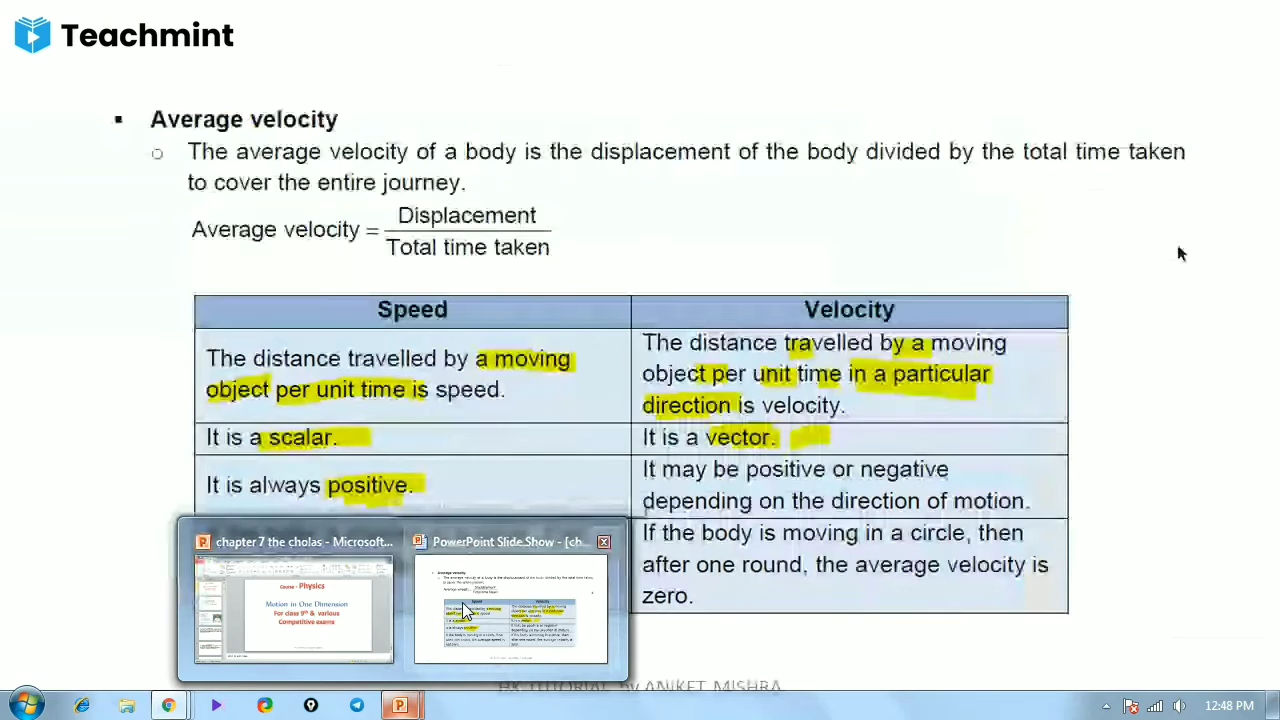 Teachmint
▪ Average velocity
○ The average velocity of a body is the displacement of the body divided by the total time taken
to cover the entire journey.
Average velocity = Displacement
Total time taken
Speed
Velocity
The distance travelled by a moving
object per unit time is speed.
The distance travelled by a moving
object per unit time in a particular
direction is velocity.
It is a scalar.
It is a vector.
It is always positive.
It may be positive or negative
depending on the direction of motion.
If the body is moving in a circle, then
after one round, the average velocity is
zero.
chapter 7 the cholas - Microsoft...
PowerPoint Slide Show - [ch...
Course - Physics
Motion in One Dimension
For class 9th & various
Competitive exams
HK TUTORIAL by ANIKET MISHRA
12:48 PM